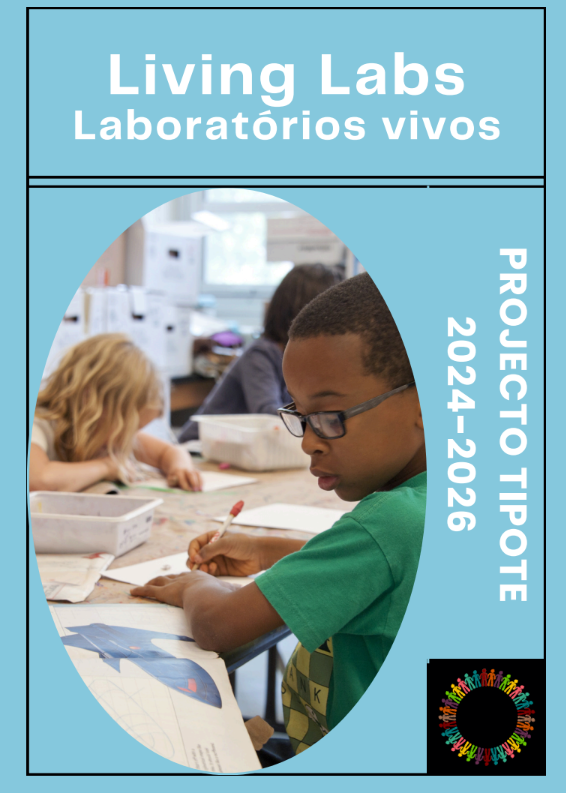 Living Labs
Laboratórios vivos
PROJECTO TIPOTE
2024-2026